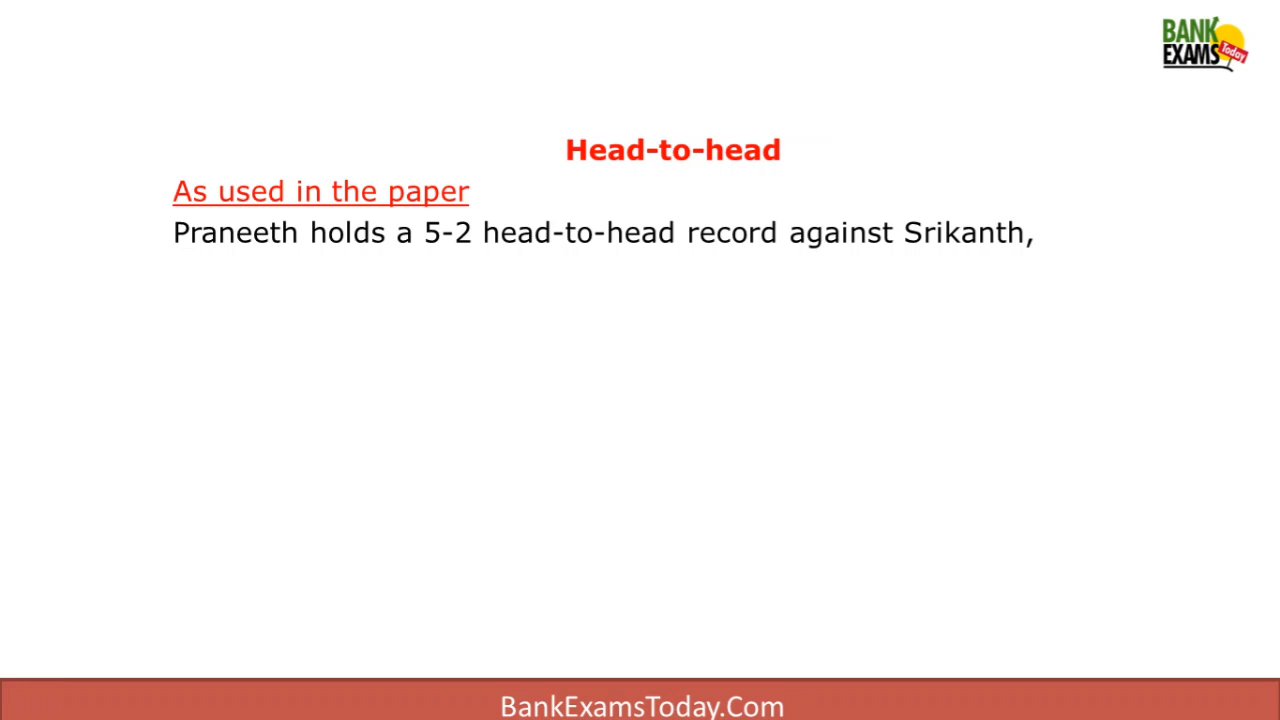 BANK
EXAMS
Today
Head-to-head
As used in the paper
Praneeth holds a 5-2 head-to-head record against Srikanth,
BankExamsToday.Com